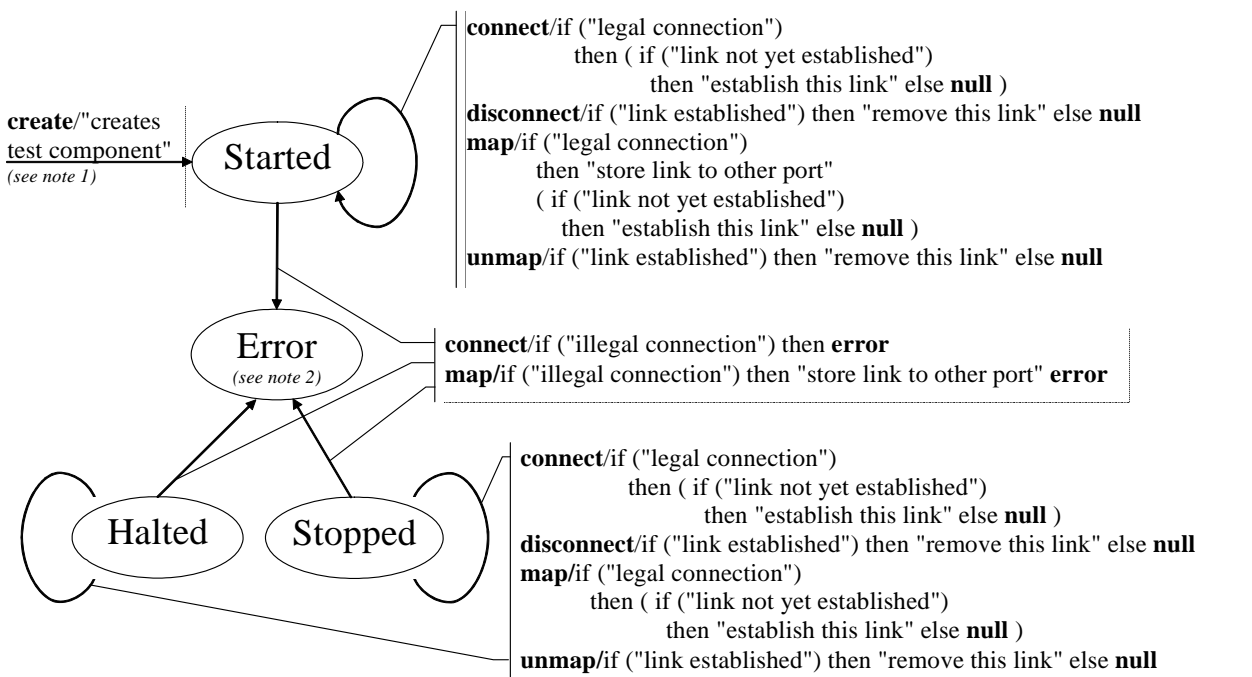 connect/if ("legal connection")
then ( if ("link not yet established")
then "establish this link" else null )
disconnect/if ("link established") then "remove this link" else null
map/if ("legal connection")
then "store link to other port"
( if ("link not yet established")
then "establish this link" else null )
unmap/if ("link established") then "remove this link" else null
create/"creates
test component"
(see note 1)
Started
Error
(see note 2)
connect/if ("illegal connection") then error
map/if ("illegal connection") then "store link to other port" error
Halted
Stopped
connect/if ("legal connection")
then ( if ("link not yet established")
then "establish this link" else null )
disconnect/if ("link established") then "remove this link" else null
map/if ("legal connection")
then ( if ("link not yet established")
then "establish this link" else null )
unmap/if ("link established") then "remove this link" else null